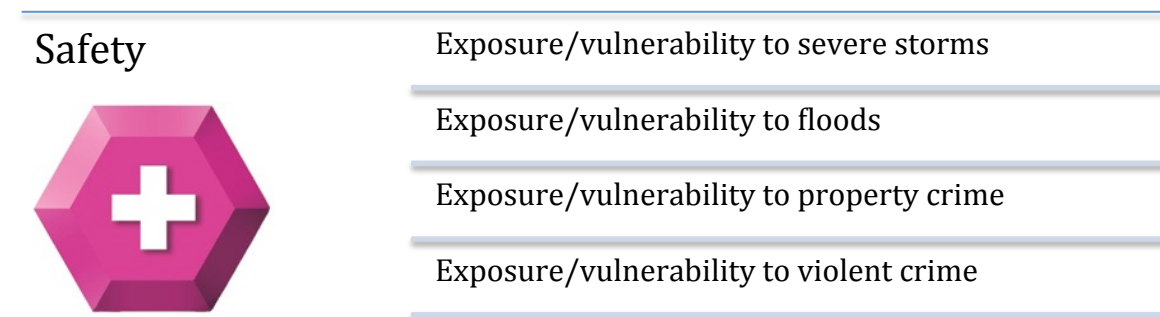 Safety
Exposure/vulnerability to severe storms
Exposure/vulnerability to floods
Exposure/vulnerability to property crime
Exposure/vulnerability to violent crime